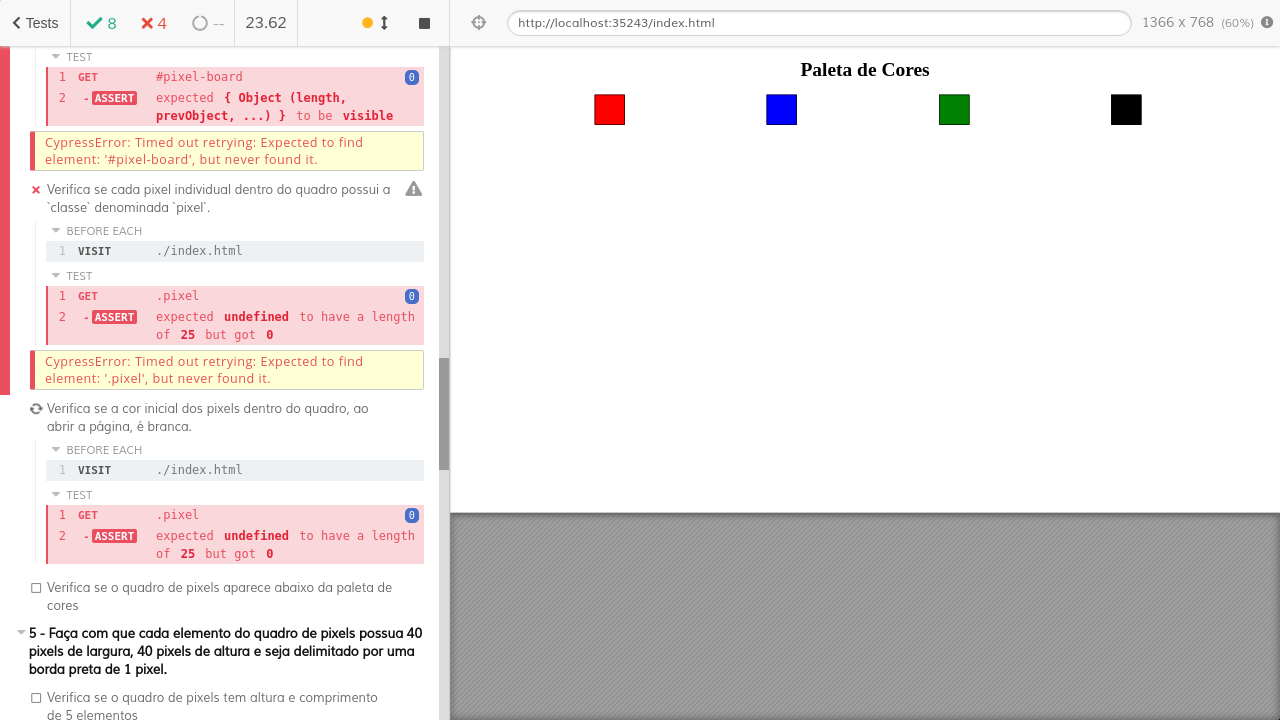 Tests
8
4
--
23.62
http://localhost:35243/index.html
1366 x 768 (60%)
TEST
1 GET #pixel-board 0
2 -ASSERT expected { Object (length,
prevObject, ...) } to be visible
CypressError: Timed out retrying: Expected to find
element: '#pixel-board', but never found it.
Verifica se cada pixel individual dentro do quadro possui a
`classe` denominada `pixel`.
BEFORE EACH
1 VISIT ./index.html
TEST
1 GET .pixel 0
2 -ASSERT expected undefined to have a length
of 25 but got 0
CypressError: Timed out retrying: Expected to find
element: '.pixel', but never found it.
Verifica se a cor inicial dos pixels dentro do quadro, ao
abrir a página, é branca.
BEFORE EACH
1 VISIT ./index.html
TEST
1 GET .pixel 0
2 -ASSERT expected undefined to have a length
of 25 but got 0
Verifica se o quadro de pixels aparece abaixo da paleta de
cores
5 - Faça com que cada elemento do quadro de pixels possua 40
pixels de largura, 40 pixels de altura e seja delimitado por uma
borda preta de 1 pixel.
Verifica se o quadro de pixels tem altura e comprimento
de 5 elementos
Paleta de Cores